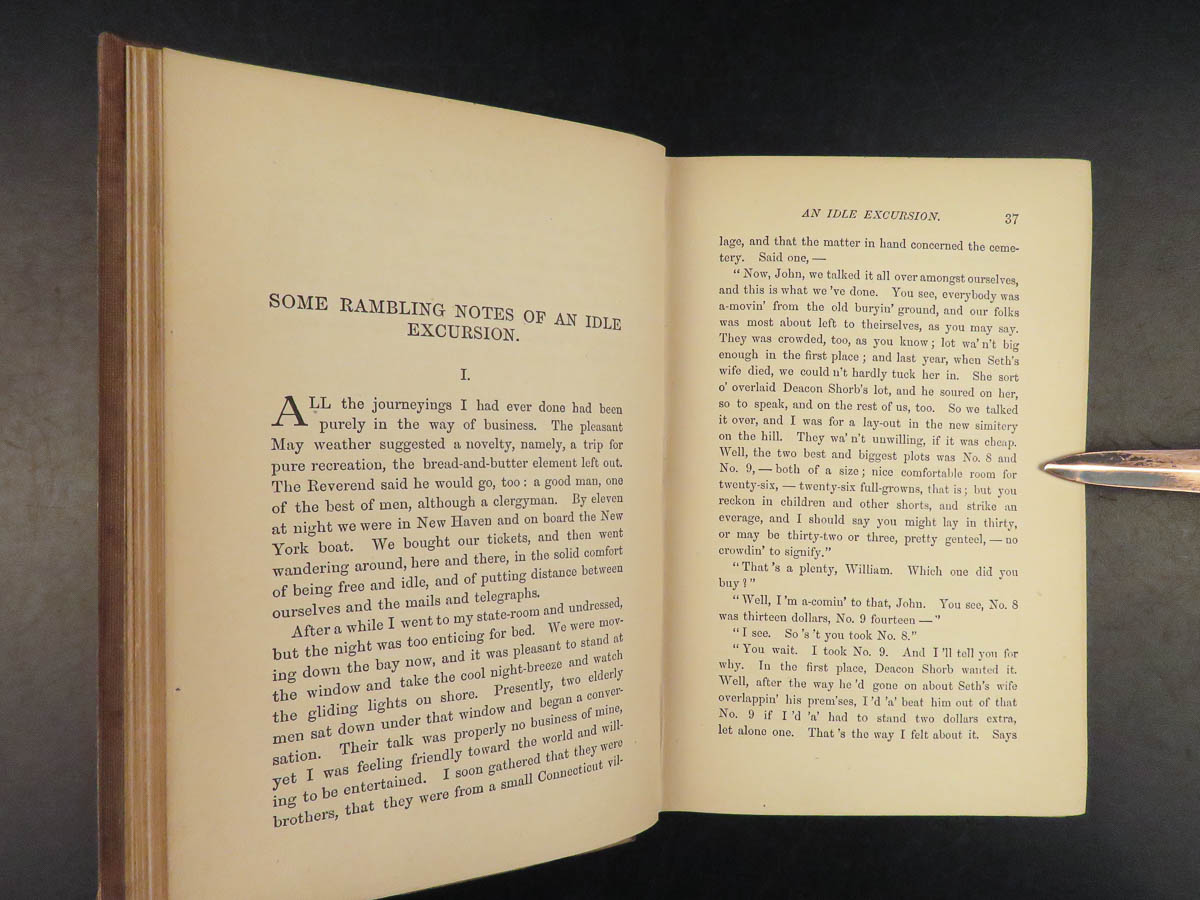 SOME RAMBLING NOTES OF AN IDLE
EXCURSION.
I.
ALL the journeyings I had ever done had been
purely in the way of business. The pleasant
May weather suggested a novelty, namely, a trip for
pure recreation, the bread-and-butter element left out.
The Reverend said he would go, too: a good man, one
of the best of men, although a clergyman. By eleven
at night we were in New Haven and on board the New
York boat. We bought our tickets, and then went
wandering around, here and there, in the solid comfort
of being free and idle, and of putting distance between
ourselves and the mails and telegraphs.
After a while I went to my state-room and undressed,
but the night was too enticing for bed. We were mov-
ing down the bay now, and it was pleasant to stand at
the window and take the cool night-breeze and watch
the gliding lights on shore. Presently, two elderly
men sat down under that window and began a conver-
sation. Their talk was properly no business of mine,
yet I was feeling friendly toward the world and will-
ing to be entertained. I soon gathered that they were
brothers, that they were from a small Connecticut vil-
AN IDLE EXCURSION. 37
lage, and that the matter in hand concerned the ceme-
tery. Said one, —
"Now, John, we talked it all over amongst ourselves,
and this is what we 've done. You see, everybody was
a-movin' from the old buryin' ground, and our folks
was most about left to theirselves, as you may say.
They was crowded, too, as you know; lot wa' n't big
enough in the first place; and last year, when Seth's
wife died, we could n't hardly tuck her in. She sort
o' overlaid Deacon Shorb's lot, and he soured on her,
so to speak, and on the rest of us, too. So we talked
it over, and I was for a lay-out in the new simitery
on the hill. They wa' n't unwilling, if it was cheap.
Well, the two best and biggest plots was No. 8 and
No. 9, — both of a size; nice comfortable room for
twenty-six, — twenty-six full-growns, that is; but you
reckon in children and other shorts, and strike an
everage, and I should say you might lay in thirty,
or may be thirty-two or three, pretty genteel, — no
crowdin' to signify."
"That 's a plenty, William. Which one did you
buy?"
"Well, I 'm a-comin' to that, John. You see, No. 8
was thirteen dollars, No. 9 fourteen —"
"I see. So 's 't you took No. 8."
"You wait. I took No. 9. And I 'll tell you for
why. In the first place, Deacon Shorb wanted it.
Well, after the way he 'd gone on about Seth's wife
overlappin' his prem'ses, I 'd 'a' beat him out of that
No. 9 if I 'd 'a' had to stand two dollars extra,
let alone one. That 's the way I felt about it. Says